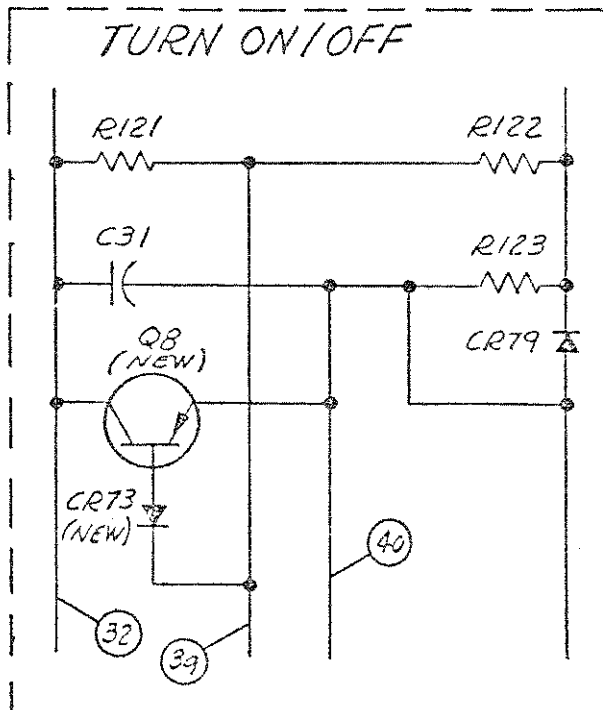 TURN ON/OFF
R121
R122
C31
R123
Q8
(NEW)
CR79
CR73
(NEW)
40
32
39